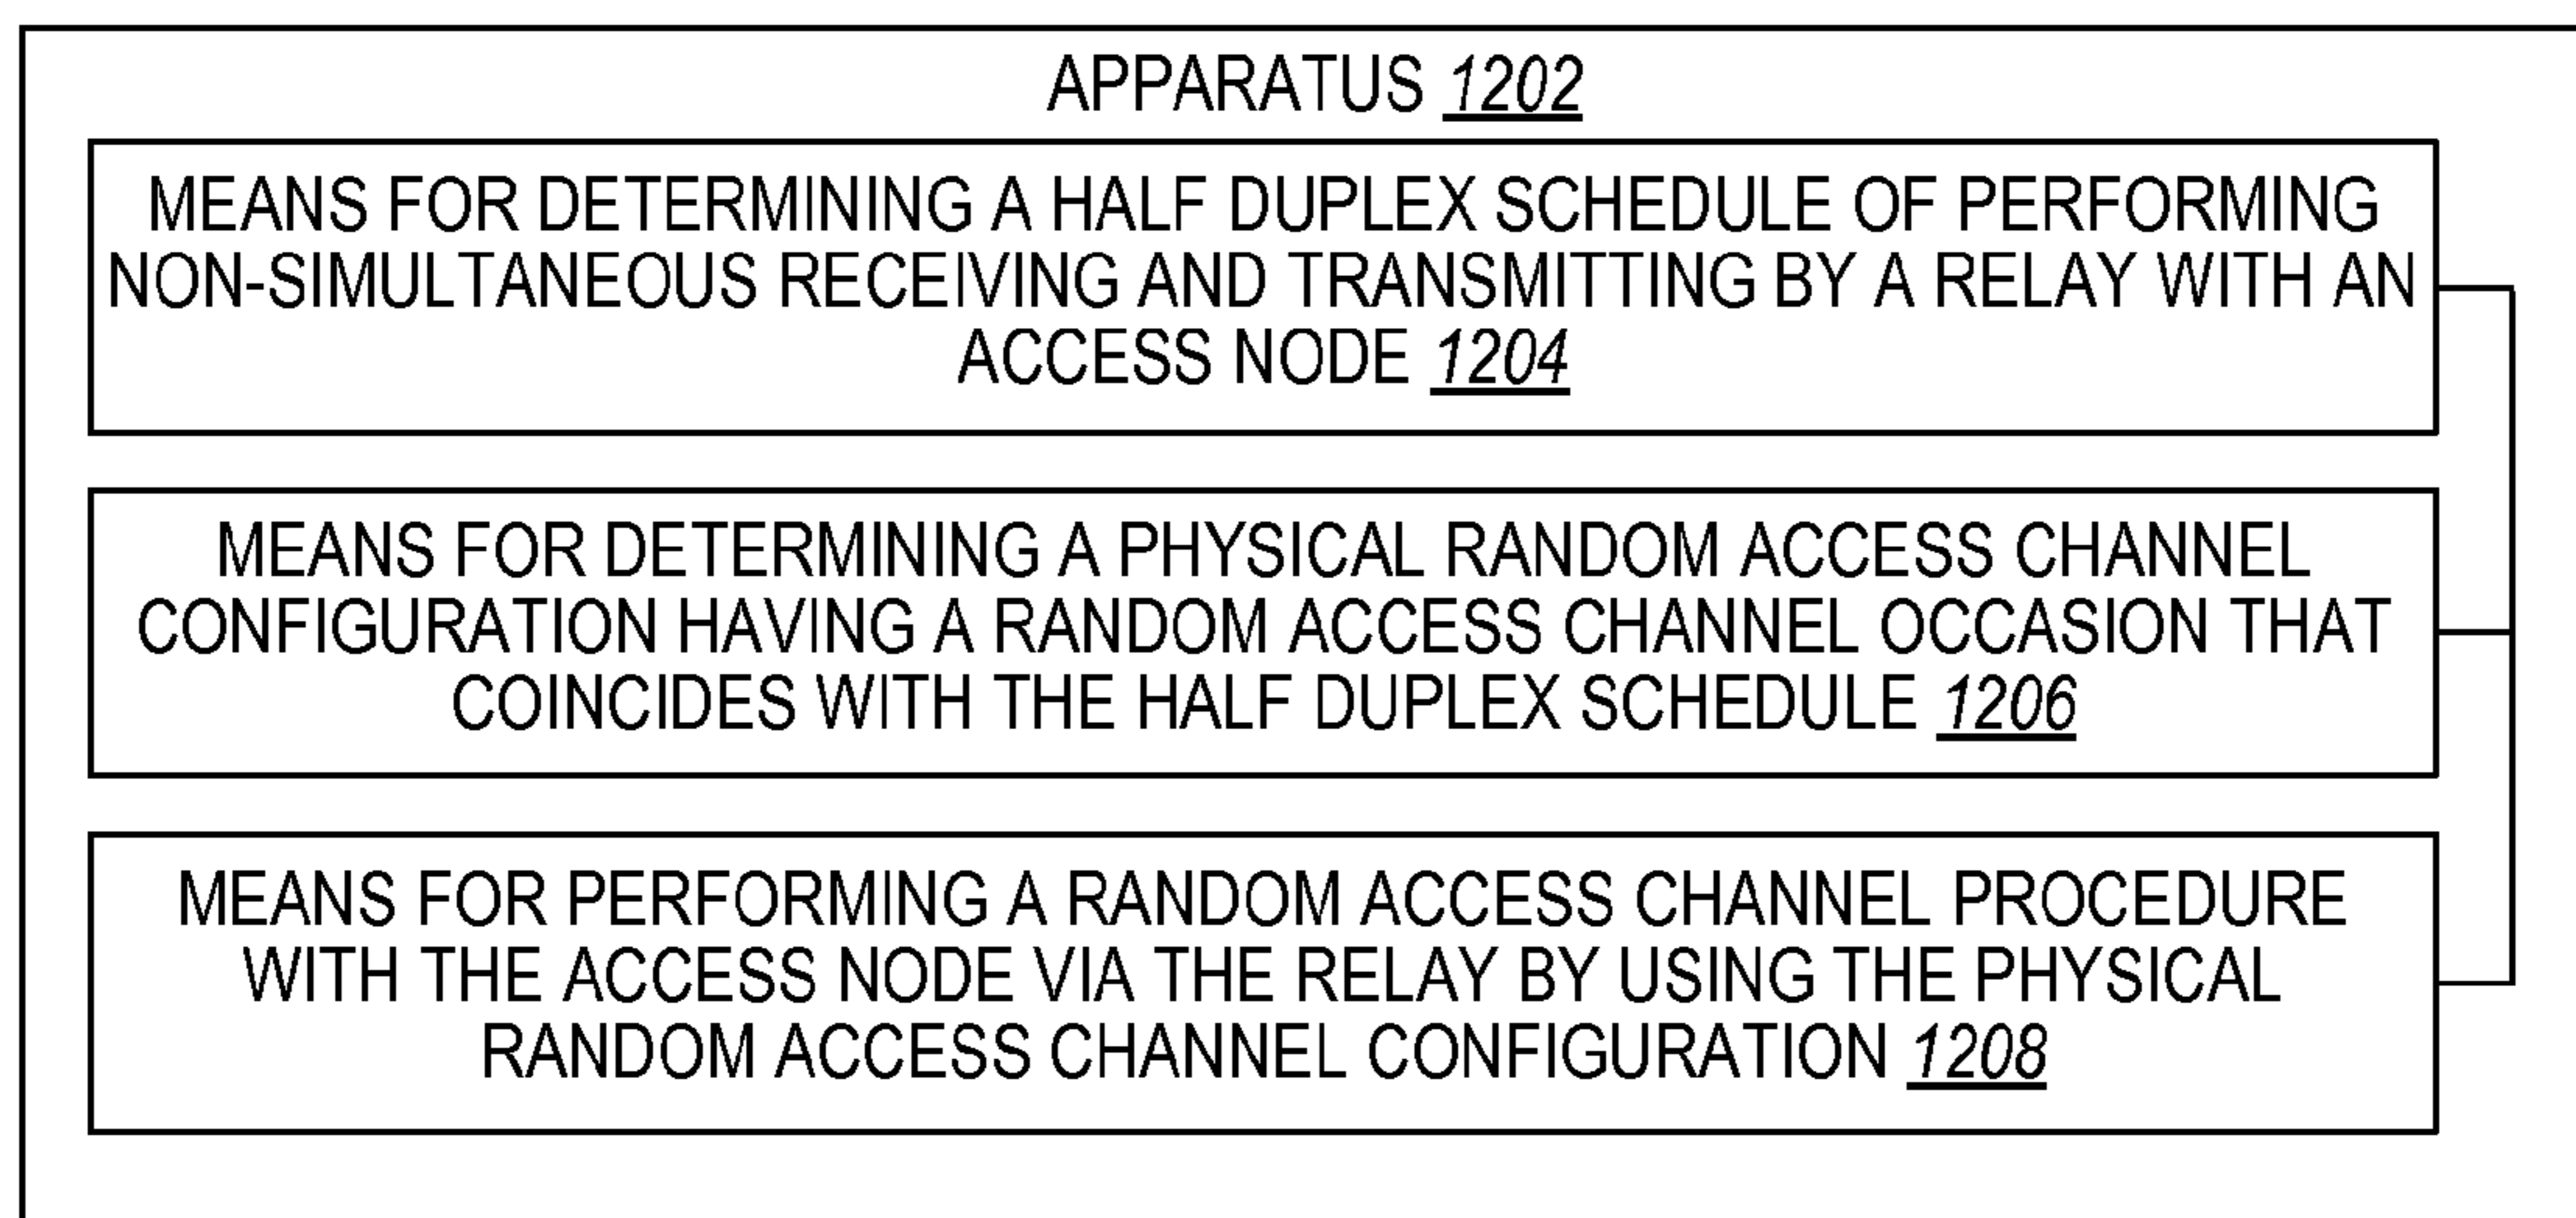 APPARATUS 1202
MEANS FOR DETERMINING A HALF DUPLEX SCHEDULE OF PERFORMING
NON-SIMULTANEOUS RECEIVING AND TRANSMITTING BY A RELAY WITH AN
ACCESS NODE 1204
MEANS FOR DETERMINING A PHYSICAL RANDOM ACCESS CHANNEL
CONFIGURATION HAVING A RANDOM ACCESS CHANNEL OCCASION THAT
COINCIDES WITH THE HALF DUPLEX SCHEDULE 1206
MEANS FOR PERFORMING A RANDOM ACCESS CHANNEL PROCEDURE
WITH THE ACCESS NODE VIA THE RELAY BY USING THE PHYSICAL
RANDOM ACCESS CHANNEL CONFIGURATION 1208